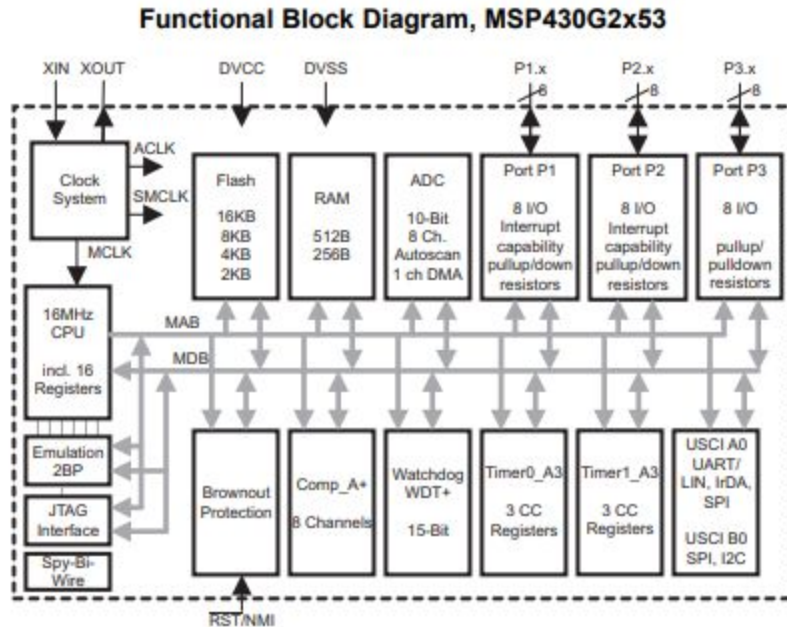 Functional Block Diagram, MSP430G2x53
XIN XOUT DVCC DVSS P1.x P2.x P3.x
8 8 8
Clock
System
ACLK
SMCLK
MCLK
Flash
16KB
8KB
4KB
2KB
RAM
512B
256B
ADC
10-Bit
8 Ch.
Autoscan
1 ch DMA
Port P1
8 I/O
Interrupt
capability
pullup/down
resistors
Port P2
8 I/O
Interrupt
capability
pullup/down
resistors
Port P3
8 I/O
pullup/
pulldown
resistors
16MHz
CPU
incl. 16
Registers
MAB
MDB
Emulation
2BP
JTAG
Interface
Spy-Bi-
Wire
Brownout
Protection
Comp_A+
8 Channels
Watchdog
WDT+
15-Bit
Timer0_A3
3 CC
Registers
Timer1_A3
3 CC
Registers
USCI A0
UART/
LIN, IrDA,
SPI
USCI B0
SPI, I2C
RST/NMI